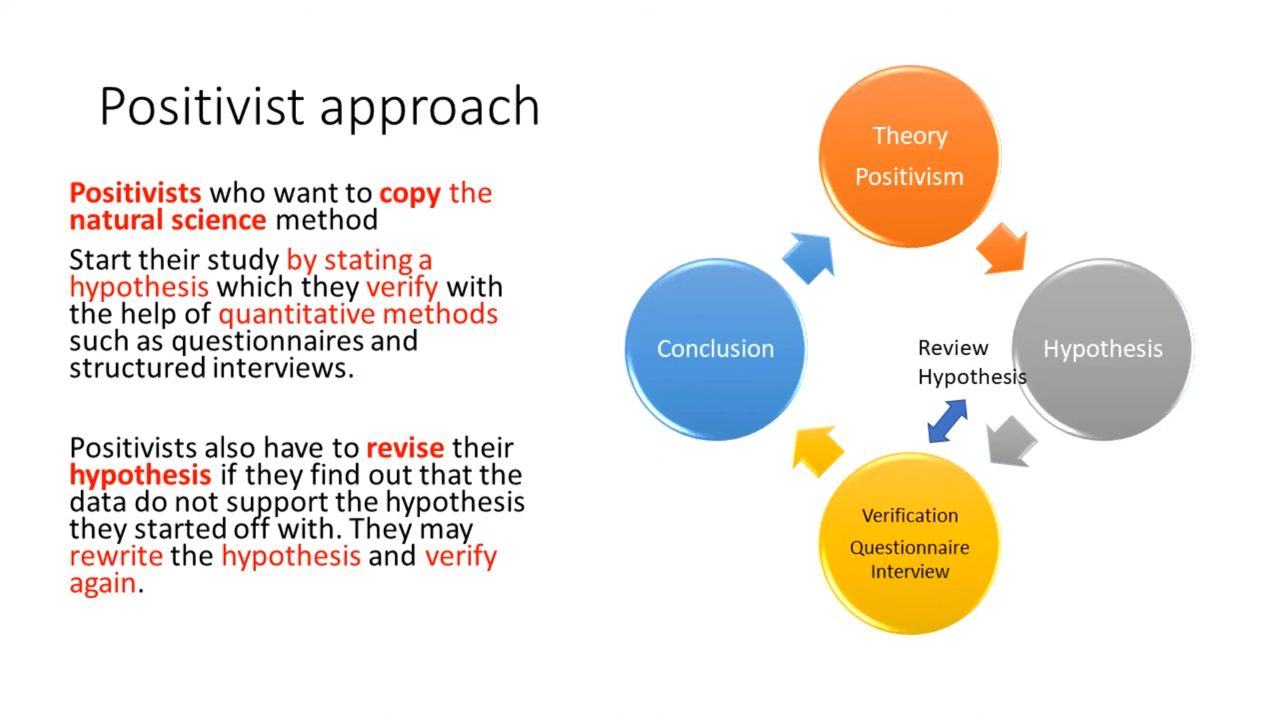 Positivist approach
Positivists who want to copy the
natural science method
Start their study by stating a
hypothesis which they verify with
the help of quantitative methods
such as questionnaires and
structured interviews.
Positivists also have to revise their
hypothesis if they find out that the
data do not support the hypothesis
they started off with. They may
rewrite the hypothesis and verify
again.
Theory
Positivism
Hypothesis
Review
Hypothesis
Verification
Questionnaire
Interview
Conclusion